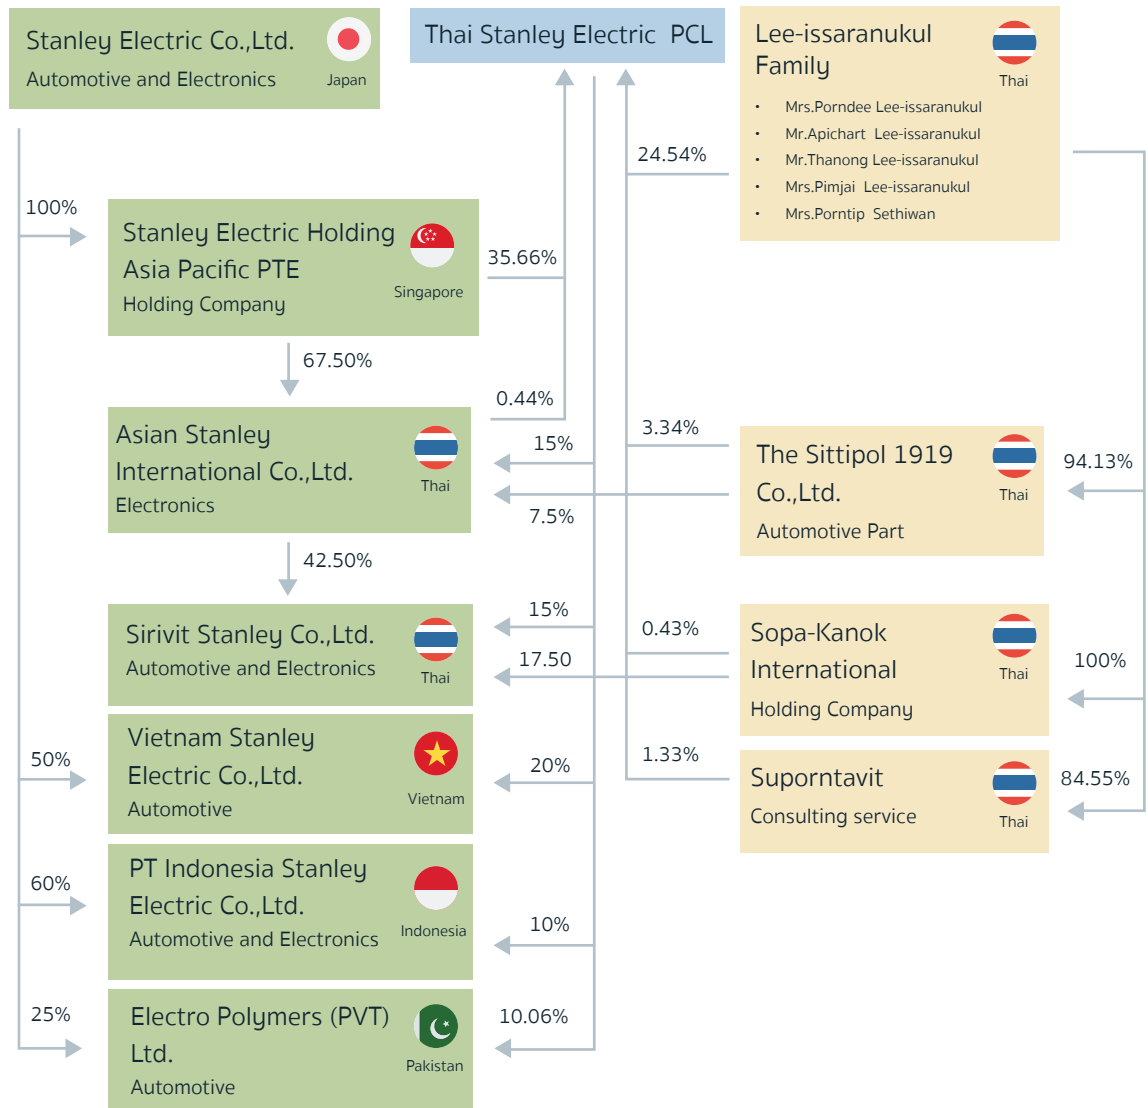 Stanley Electric Co.,Ltd.
Automotive and Electronics
Japan
Thai Stanley Electric PCL
Lee-issaranukul
Family
Thai
• Mrs.Porndee Lee-issaranukul
• Mr.Apichart Lee-issaranukul
• Mr.Thanong Lee-issaranukul
• Mrs.Pimjai Lee-issaranukul
• Mrs.Porntip Sethiwan
24.54%
100%
Stanley Electric Holding
Asia Pacific PTE
Holding Company
Singapore
35.66%
67.50%
0.44%
Asian Stanley
International Co.,Ltd.
Electronics
Thai
15%
7.5%
3.34%
The Sittipol 1919
Co.,Ltd.
Automotive Part
Thai
94.13%
42.50%
Sirivit Stanley Co.,Ltd.
Automotive and Electronics
Thai
15%
17.50
0.43%
Sopa-Kanok
International
Holding Company
Thai
100%
50%
Vietnam Stanley
Electric Co.,Ltd.
Automotive
Vietnam
20%
1.33%
Suporntavit
Consulting service
Thai
84.55%
60%
PT Indonesia Stanley
Electric Co.,Ltd.
Automotive and Electronics
Indonesia
10%
25%
Electro Polymers (PVT)
Ltd.
Automotive
Pakistan
10.06%